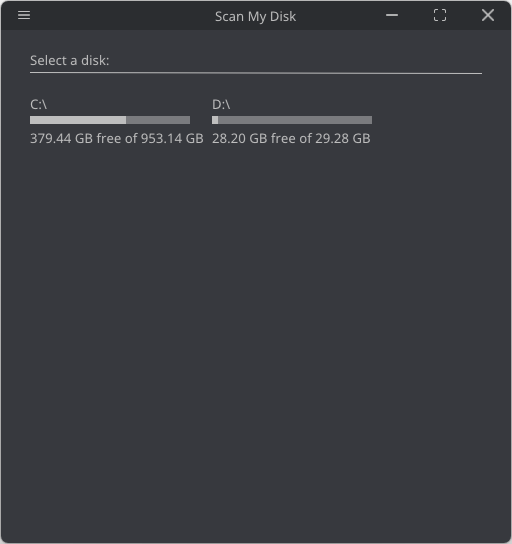 Scan My Disk
Select a disk:
C:\
D:\
379.44 GB free of 953.14 GB
28.20 GB free of 29.28 GB